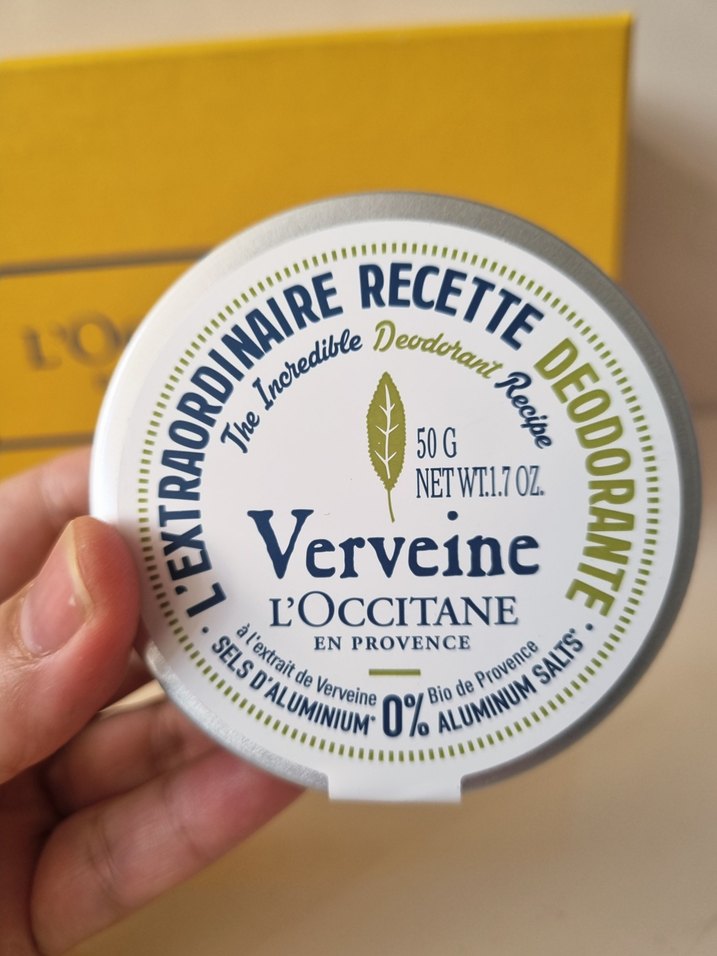 L'EXTRAORDINAIRE RECETTE DEODORANTE
The Incredible Deodorant Recipe
50 G
NET WT.1.7 OZ.
Verveine
L'OCCITANE
EN PROVENCE
à l'extrait de Verveine Bio de Provence
SELS D'ALUMINIUM* 0% ALUMINUM SALTS*
L'OC